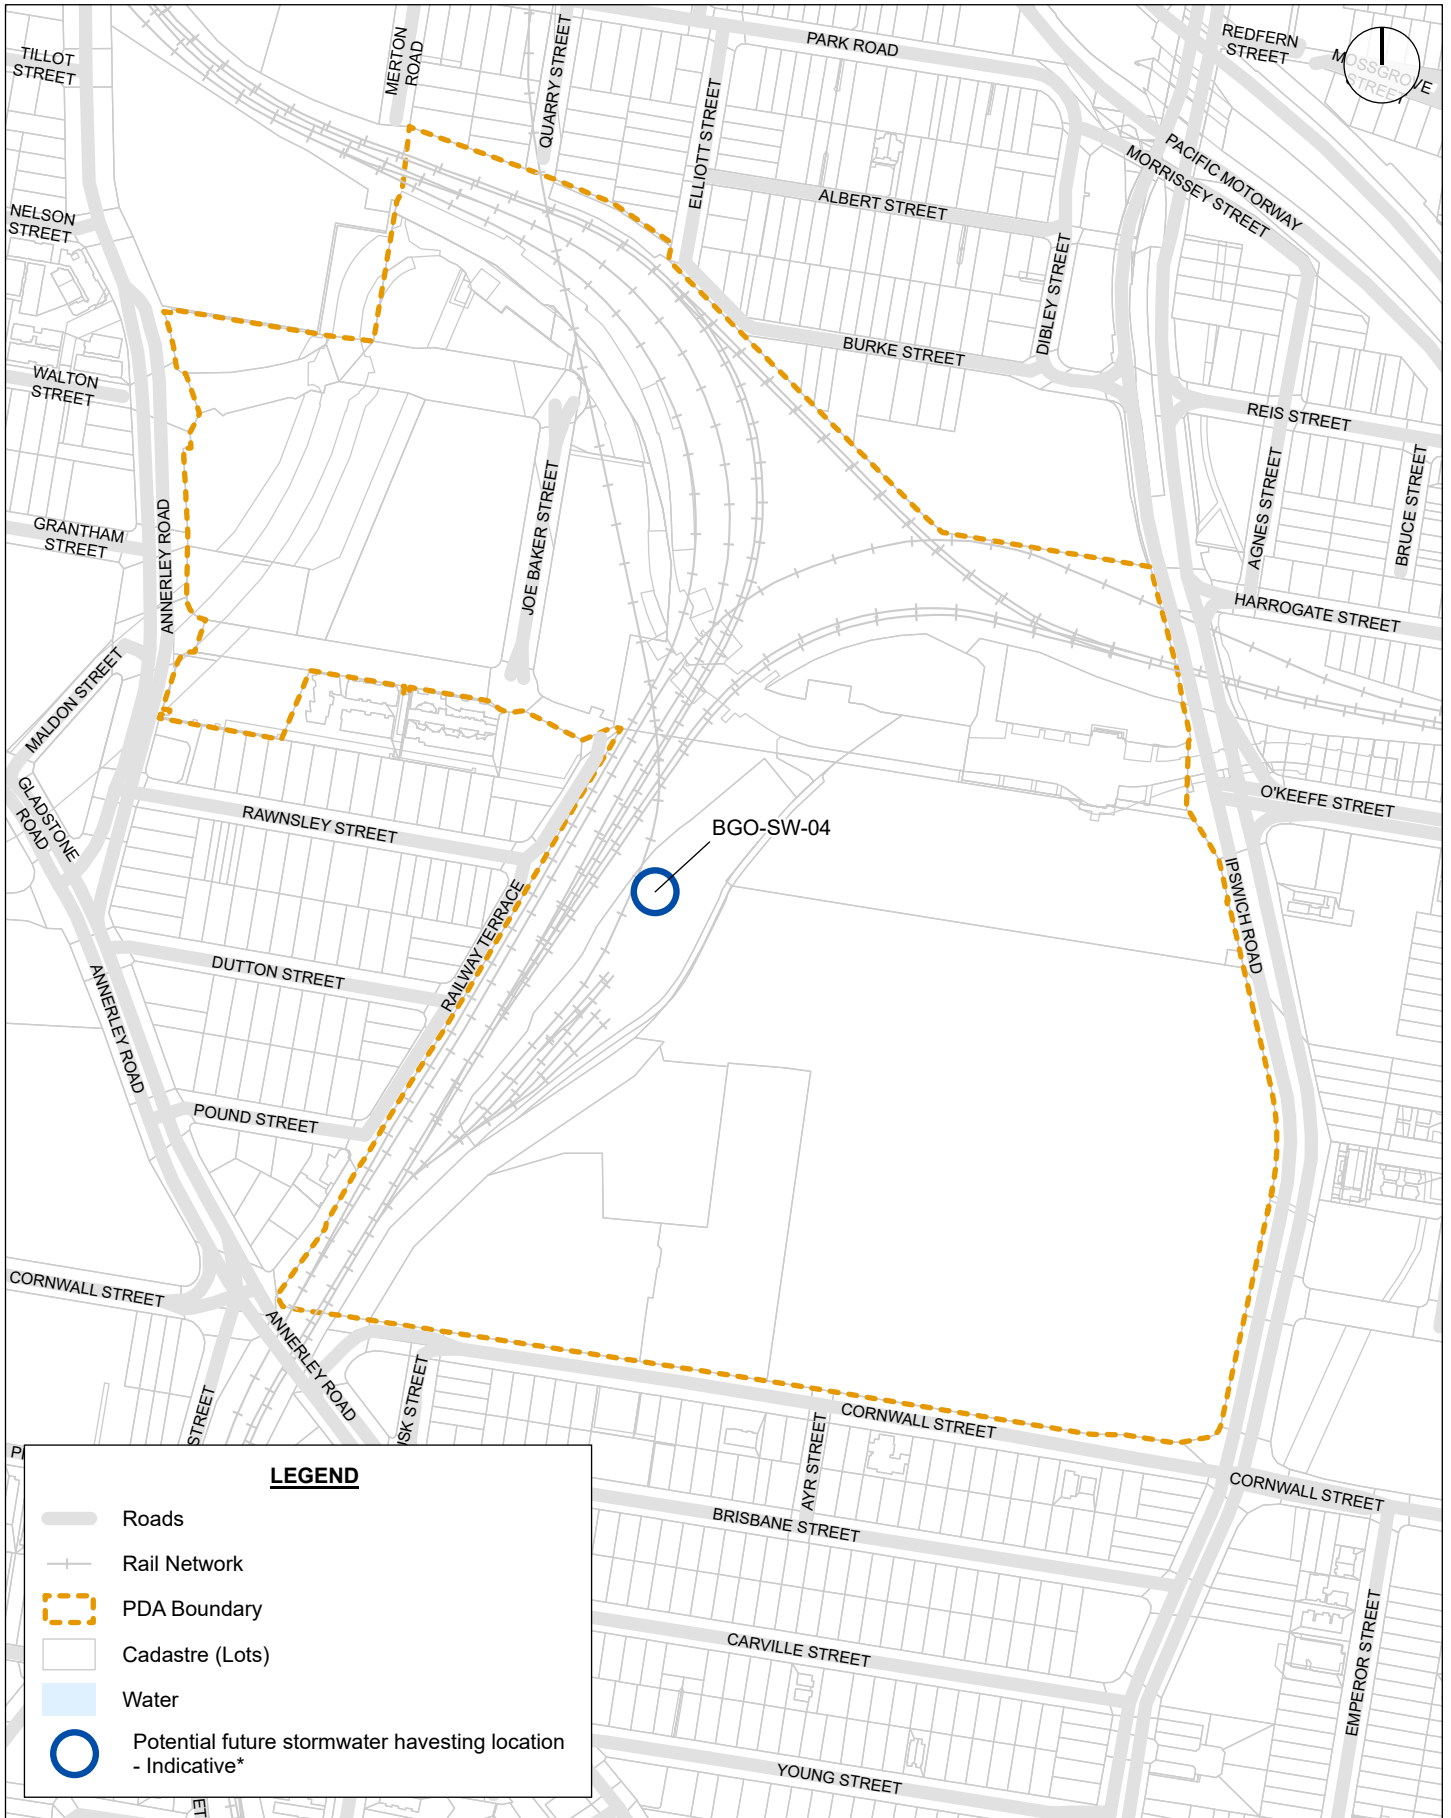 TILLOT
STREET
MERTON
ROAD
QUARRY STREET
PARK ROAD
REDFERN
STREET
MOSSGROVE
STREET
ELLIOTT STREET
PACIFIC MOTORWAY
MORRISSEY STREET
ALBERT STREET
NELSON
STREET
DIBLEY STREET
BURKE STREET
WALTON
STREET
REIS STREET
AGNES STREET
BRUCE STREET
GRANTHAM
STREET
ANNERLEY ROAD
JOE BAKER STREET
HARROGATE STREET
MALDON STREET
GLADSTONE
ROAD
O'KEEFE STREET
RAWNSLEY STREET
BGO-SW-04
IPSWICH ROAD
RAILWAY TERRACE
DUTTON STREET
ANNERLEY ROAD
POUND STREET
CORNWALL STREET
ANNERLEY ROAD
STREET
USK STREET
CORNWALL STREET
AYR STREET
CORNWALL STREET
BRISBANE STREET
CARVILLE STREET
EMPEROR STREET
YOUNG STREET
LEGEND
Roads
Rail Network
PDA Boundary
Cadastre (Lots)
Water
Potential future stormwater havesting location
- Indicative*